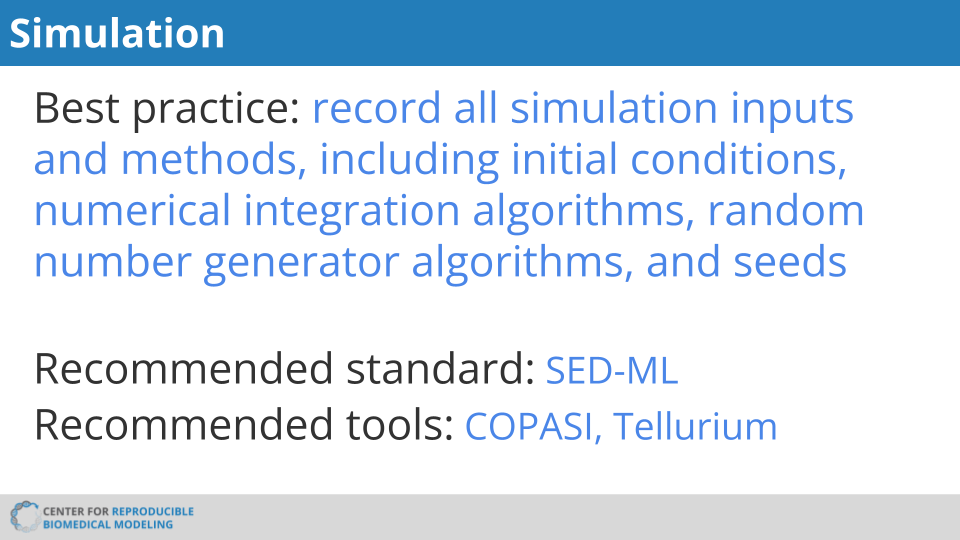 Simulation
Best practice: record all simulation inputs
and methods, including initial conditions,
numerical integration algorithms, random
number generator algorithms, and seeds
Recommended standard: SED-ML
Recommended tools: COPASI, Tellurium
CENTER FOR REPRODUCIBLE
BIOMEDICAL MODELING